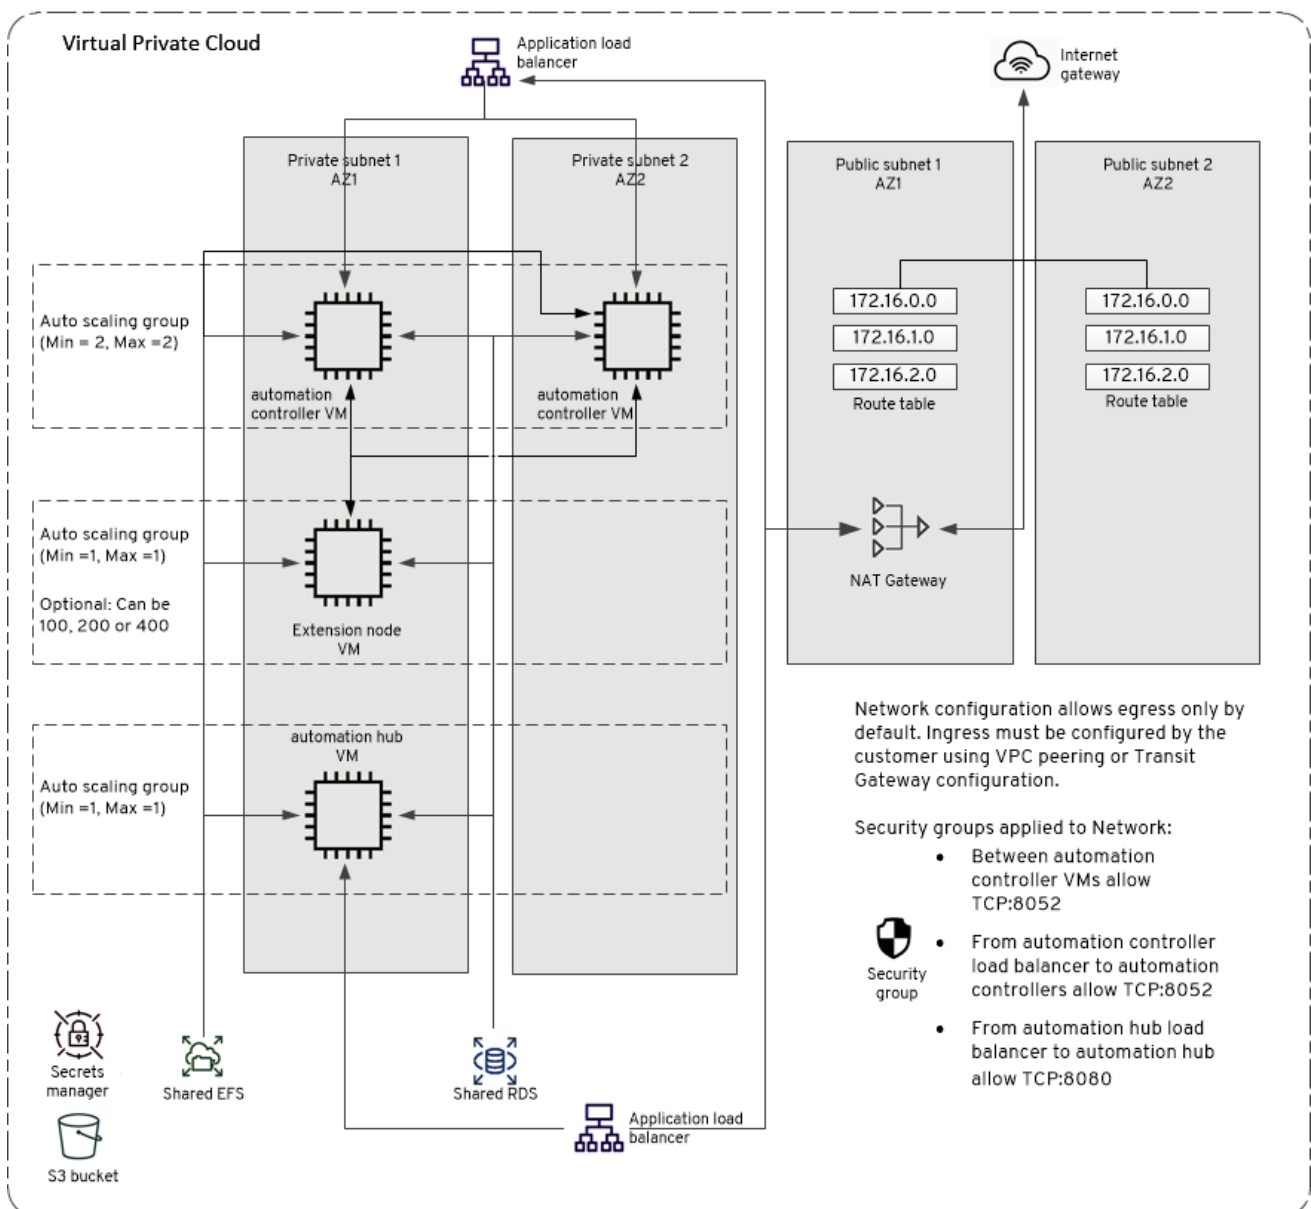 Virtual Private Cloud
Application load
balancer
Internet
gateway
Private subnet 1
AZ1
Private subnet 2
AZ2
Public subnet 1
AZ1
Public subnet 2
AZ2
Auto scaling group
(Min = 2, Max =2)
automation
controller VM
automation
controller VM
172.16.0.0
172.16.1.0
172.16.2.0
Route table
172.16.0.0
172.16.1.0
172.16.2.0
Route table
Auto scaling group
(Min =1, Max =1)
Optional: Can be
100, 200 or 400
Extension node
VM
NAT Gateway
automation hub
VM
Auto scaling group
(Min =1, Max =1)
Network configuration allows egress only by
default. Ingress must be configured by the
customer using VPC peering or Transit
Gateway configuration.
Security groups applied to Network:
• Between automation
controller VMs allow
TCP:8052
• From automation controller
load balancer to automation
controllers allow TCP:8052
• From automation hub load
balancer to automation hub
allow TCP:8080
Security
group
Secrets
manager
Shared EFS
Shared RDS
Application load
balancer
S3 bucket